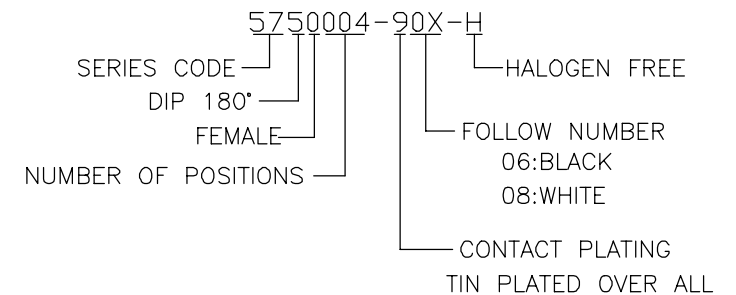 5750004-90X-H
SERIES CODE
HALOGEN FREE
DIP 180°
FEMALE
FOLLOW NUMBER
06:BLACK
NUMBER OF POSITIONS
08:WHITE
CONTACT PLATING
TIN PLATED OVER ALL